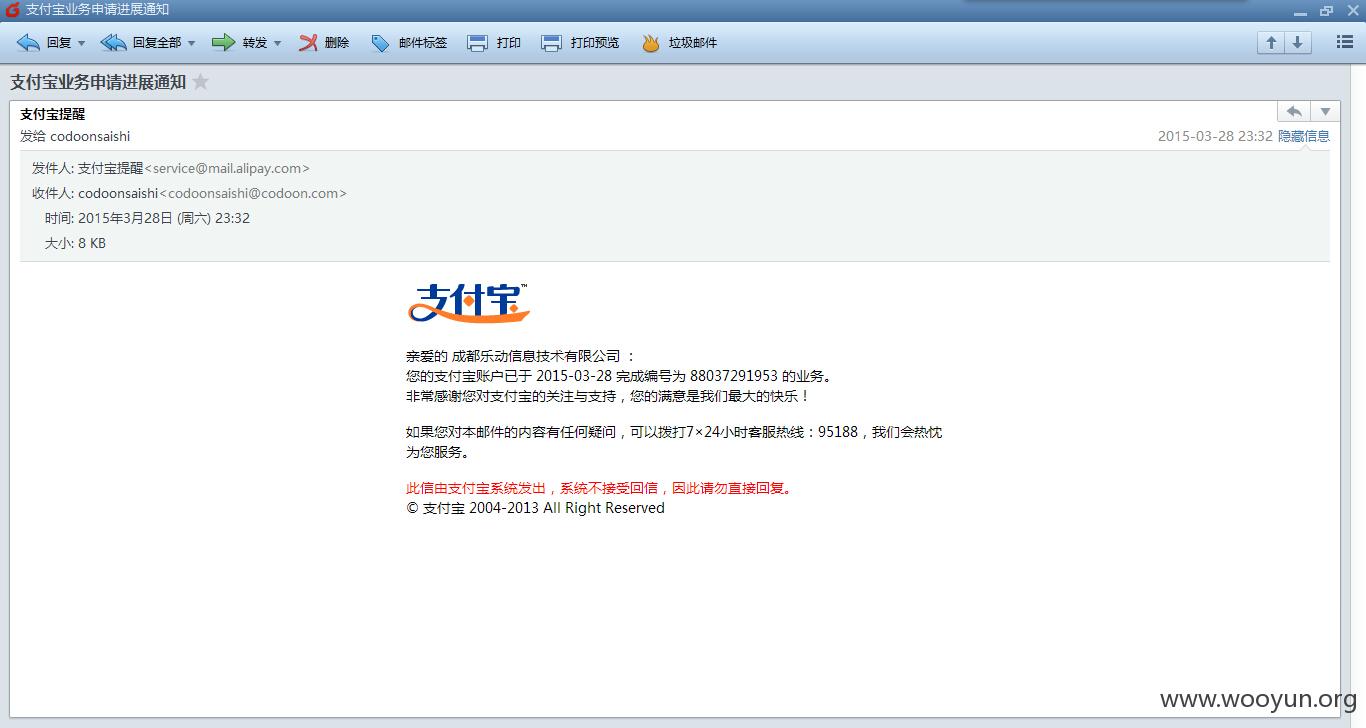 支付宝业务申请进展通知
回复 回复全部 转发 删除 邮件标签 打印 打印预览 垃圾邮件
支付宝业务申请进展通知
支付宝提醒
发给 codoonsaishi
2015-03-28 23:32 隐藏信息
发件人: 支付宝提醒<service@mail.alipay.com>
收件人: codoonsaishi<codoonsaishi@codoon.com>
时间: 2015年3月28日 (周六) 23:32
大小: 8 KB
支付宝™
亲爱的 成都乐动信息技术有限公司 ：
您的支付宝账户已于 2015-03-28 完成编号为 88037291953 的业务。
非常感谢您对支付宝的关注与支持，您的满意是我们最大的快乐！
如果您对本邮件的内容有任何疑问，可以拨打7×24小时客服热线：95188，我们会热忱
为您服务。
此信由支付宝系统发出，系统不接受回信，因此请勿直接回复。
© 支付宝 2004-2013 All Right Reserved
www.wooyun.org